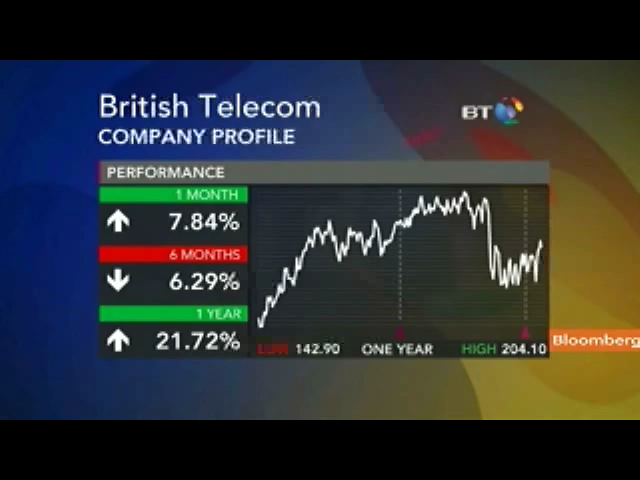 British Telecom
BT
COMPANY PROFILE
PERFORMANCE
1 MONTH
7.84%
6 MONTHS
6.29%
1 YEAR
21.72%
LOW 142.90 ONE YEAR HIGH 204.10
Bloomberg